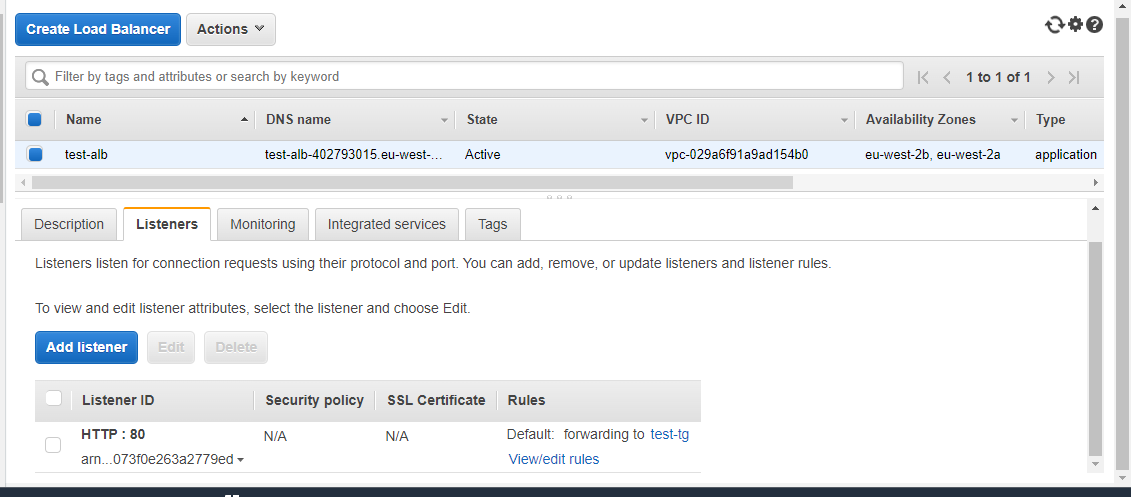 Create Load Balancer Actions
Filter by tags and attributes or search by keyword 1 to 1 of 1
Name DNS name State VPC ID Availability Zones Type
test-alb test-alb-402793015.eu-west-... Active vpc-029a6f91a9ad154b0 eu-west-2b, eu-west-2a application
Description Listeners Monitoring Integrated services Tags
Listeners listen for connection requests using their protocol and port. You can add, remove, or update listeners and listener rules.
To view and edit listener attributes, select the listener and choose Edit.
Add listener Edit Delete
Listener ID Security policy SSL Certificate Rules
HTTP : 80 N/A N/A Default: forwarding to test-tg
arn...073f0e263a2779ed View/edit rules